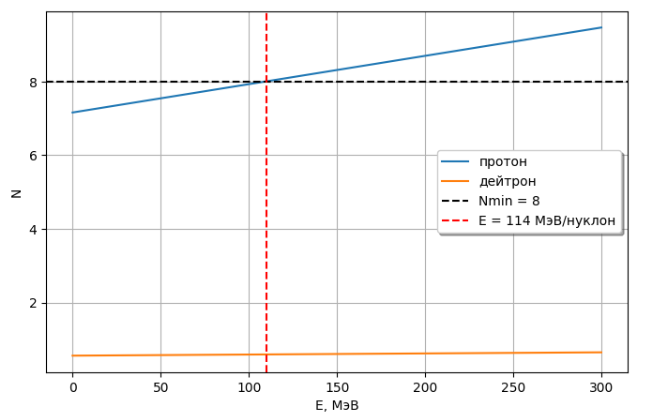 N
8
6
4
2
протон
дейтрон
Nmin = 8
E = 114 МэВ/нуклон
0 50 100 150 200 250 300
E, МэВ